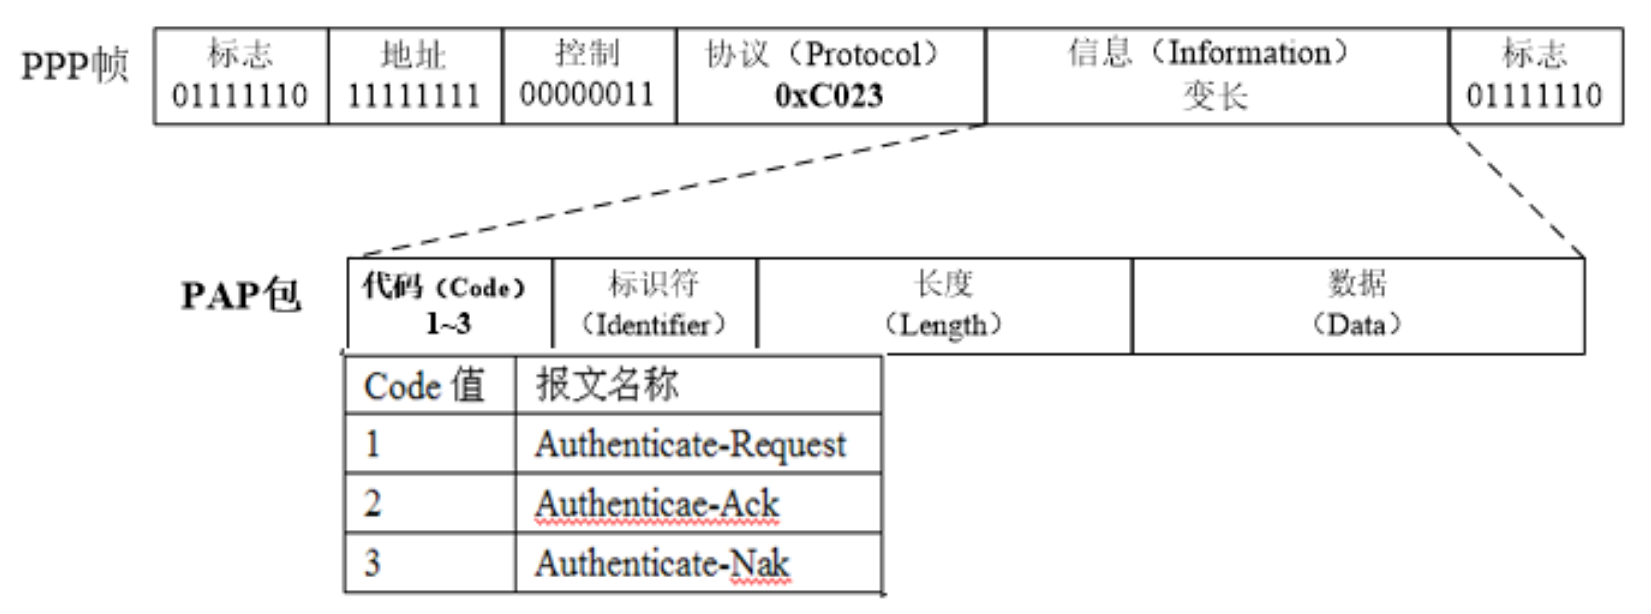 PPP帧
标志 地址 控制 协议（Protocol） 信息（Information） 标志
01111110 11111111 00000011 0xC023 变长 01111110
PAP包
代码（Code） 标识符 长度 数据
1~3 （Identifier） （Length） （Data）
Code 值 报文名称
1 Authenticate-Request
2 Authenticae-Ack
3 Authenticate-Nak